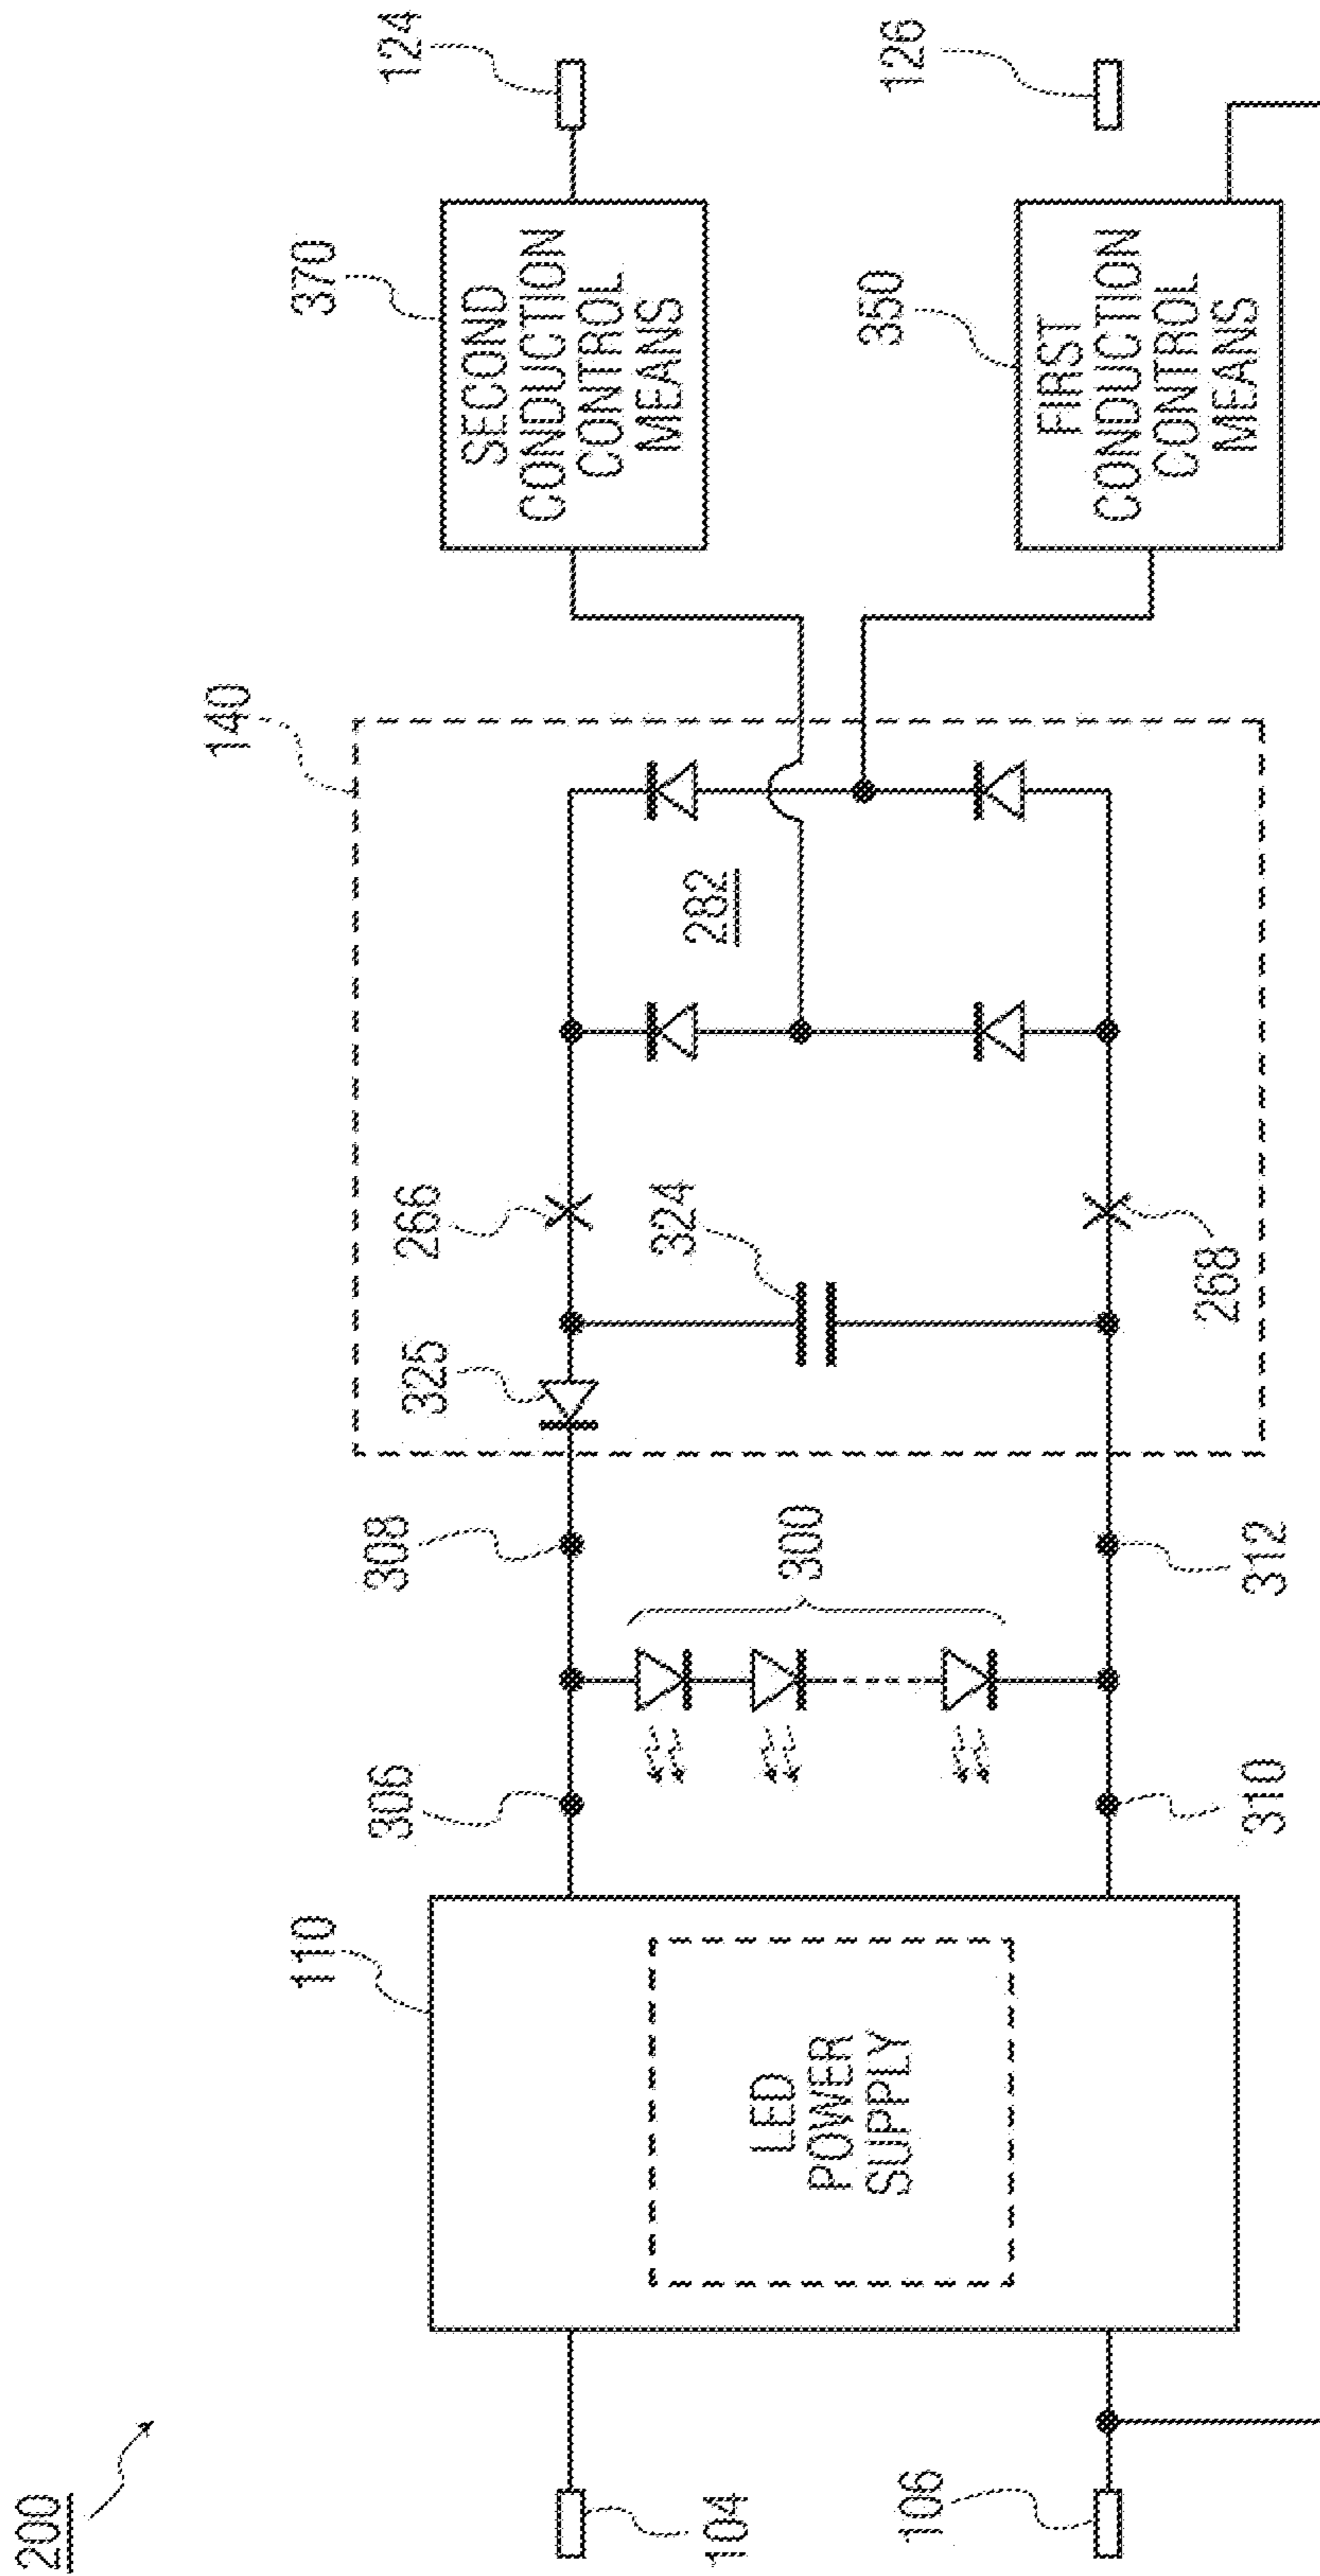 200
104
106
110
LED
POWER
SUPPLY
306
310
300
308
312
140
325
324
266
268
282
370
SECOND
CONDUCTION
CONTROL
MEANS
350
FIRST
CONDUCTION
CONTROL
MEANS
124
126